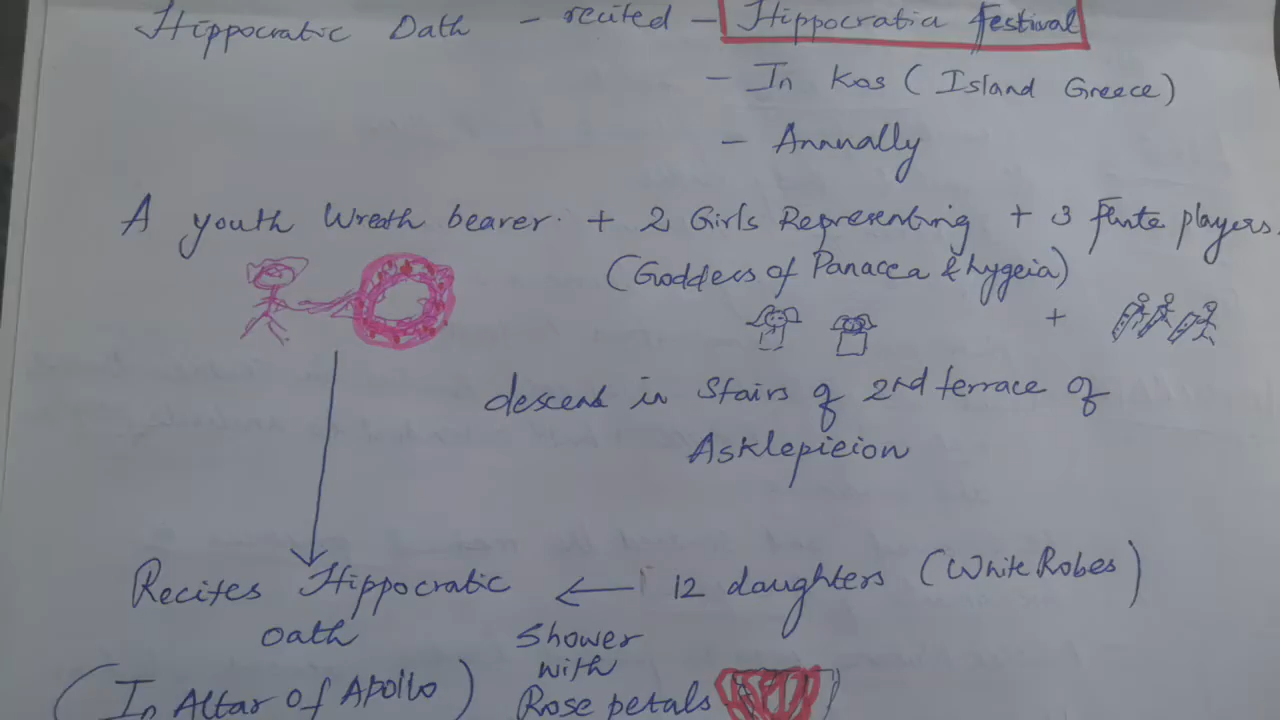 Hippocratic Oath - recited - Hippocratia festival
- In Kos (Island Greece)
- Annually
A youth Wreath bearer + 2 Girls Representing + 3 flute players.
(Goddess of Panacea & hygeia)
+
descend in Stairs of 2nd terrace of
Asklepieion
Recites Hippocratic ← 12 daughters (White Robes)
Oath
Shower
with
(In Altar of Apollo)
Rose petals